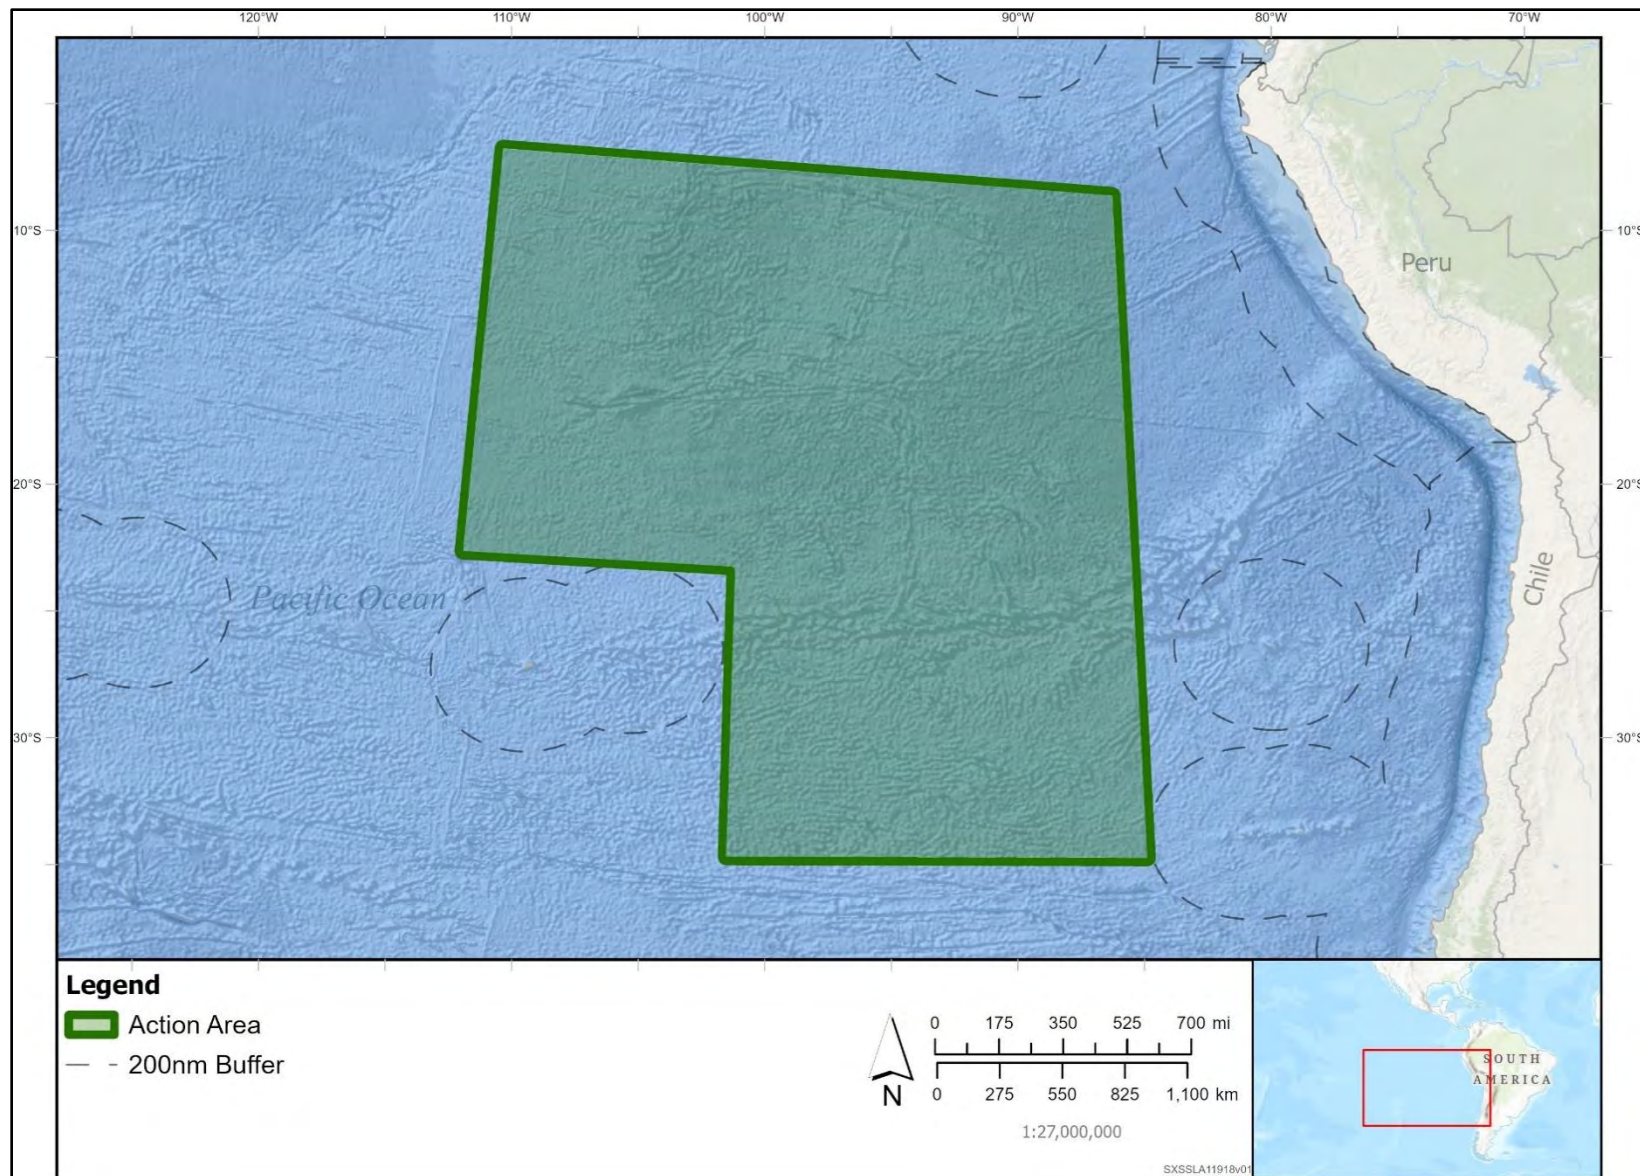 120°W 110°W 100°W 90°W 80°W 70°W
10°S 10°S
Peru
20°S 20°S
Chile
Pacific Ocean
30°S 30°S
Legend
Action Area
200nm Buffer
N
0 175 350 525 700 mi
0 275 550 825 1,100 km
1:27,000,000
SXSSLA11918v01
SOUTH
AMERICA